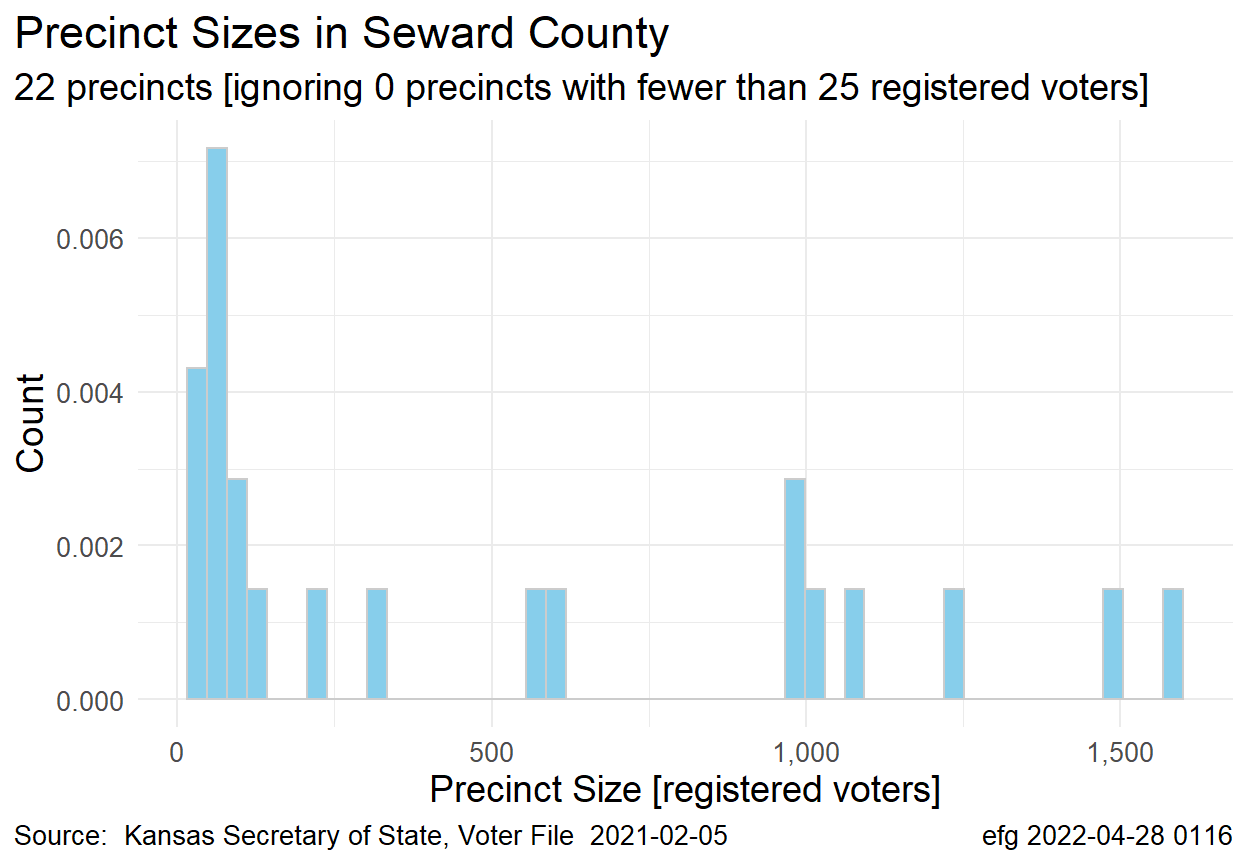 Precinct Sizes in Seward County
22 precincts [ignoring 0 precincts with fewer than 25 registered voters]
Count
0.006
0.004
0.002
0.000
0 500 1,000 1,500
Precinct Size [registered voters]
Source:  Kansas Secretary of State, Voter File  2021-02-05 efg 2022-04-28 0116